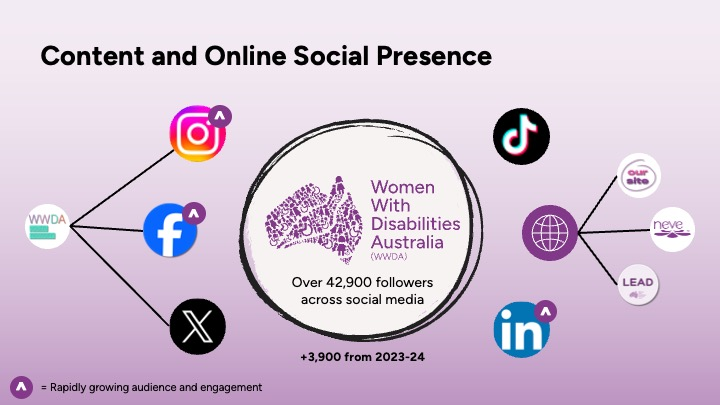 Content and Online Social Presence
WWDA
Women
With
Disabilities
Australia
(WWDA)
Over 42,900 followers
across social media
+3,900 from 2023-24
our
site
neve
LEAD
in
= Rapidly growing audience and engagement